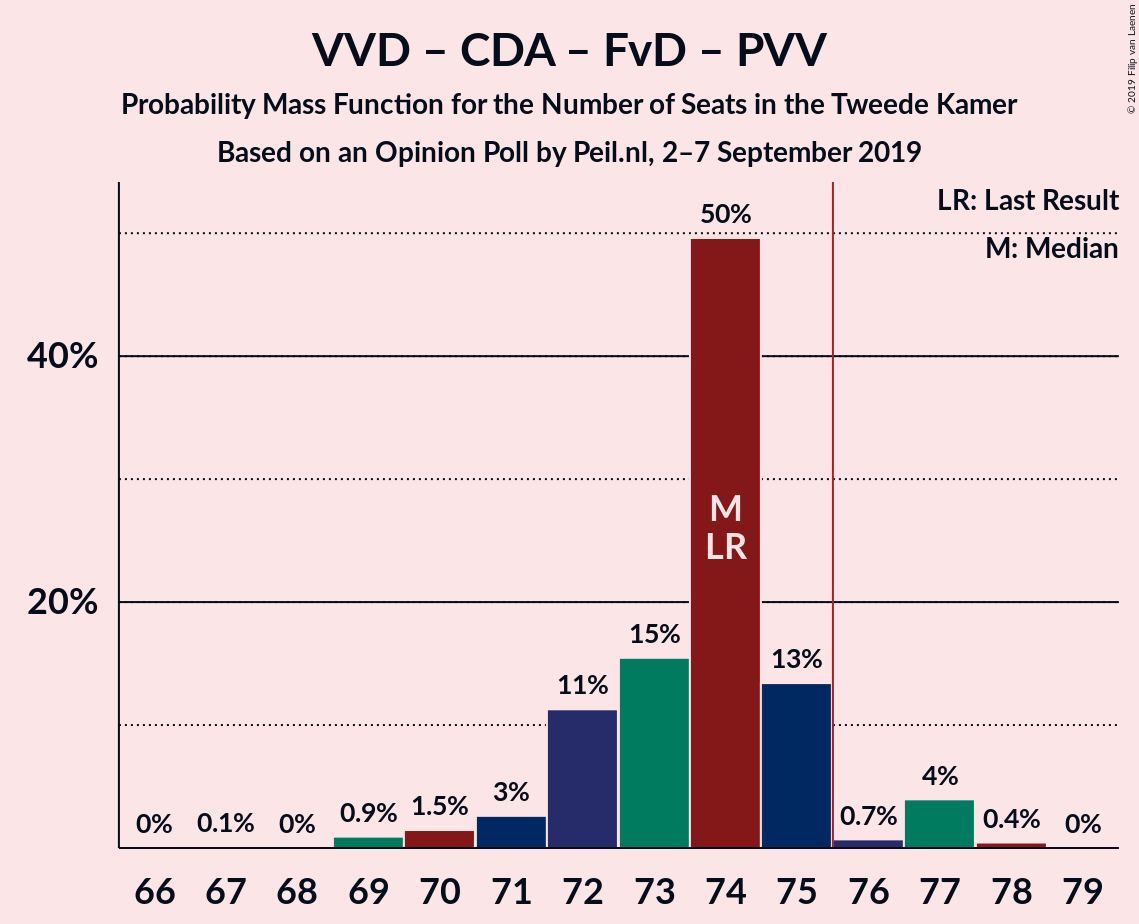 VVD – CDA – FvD – PVV
Probability Mass Function for the Number of Seats in the Tweede Kamer
Based on an Opinion Poll by Peil.nl, 2–7 September 2019
© 2019 Filip van Laenen
LR: Last Result
M: Median
40%
20%
0%
0.1%
0%
0.9%
1.5%
3%
11%
15%
50%
13%
0.7%
4%
0.4%
0%
M
LR
66 67 68 69 70 71 72 73 74 75 76 77 78 79